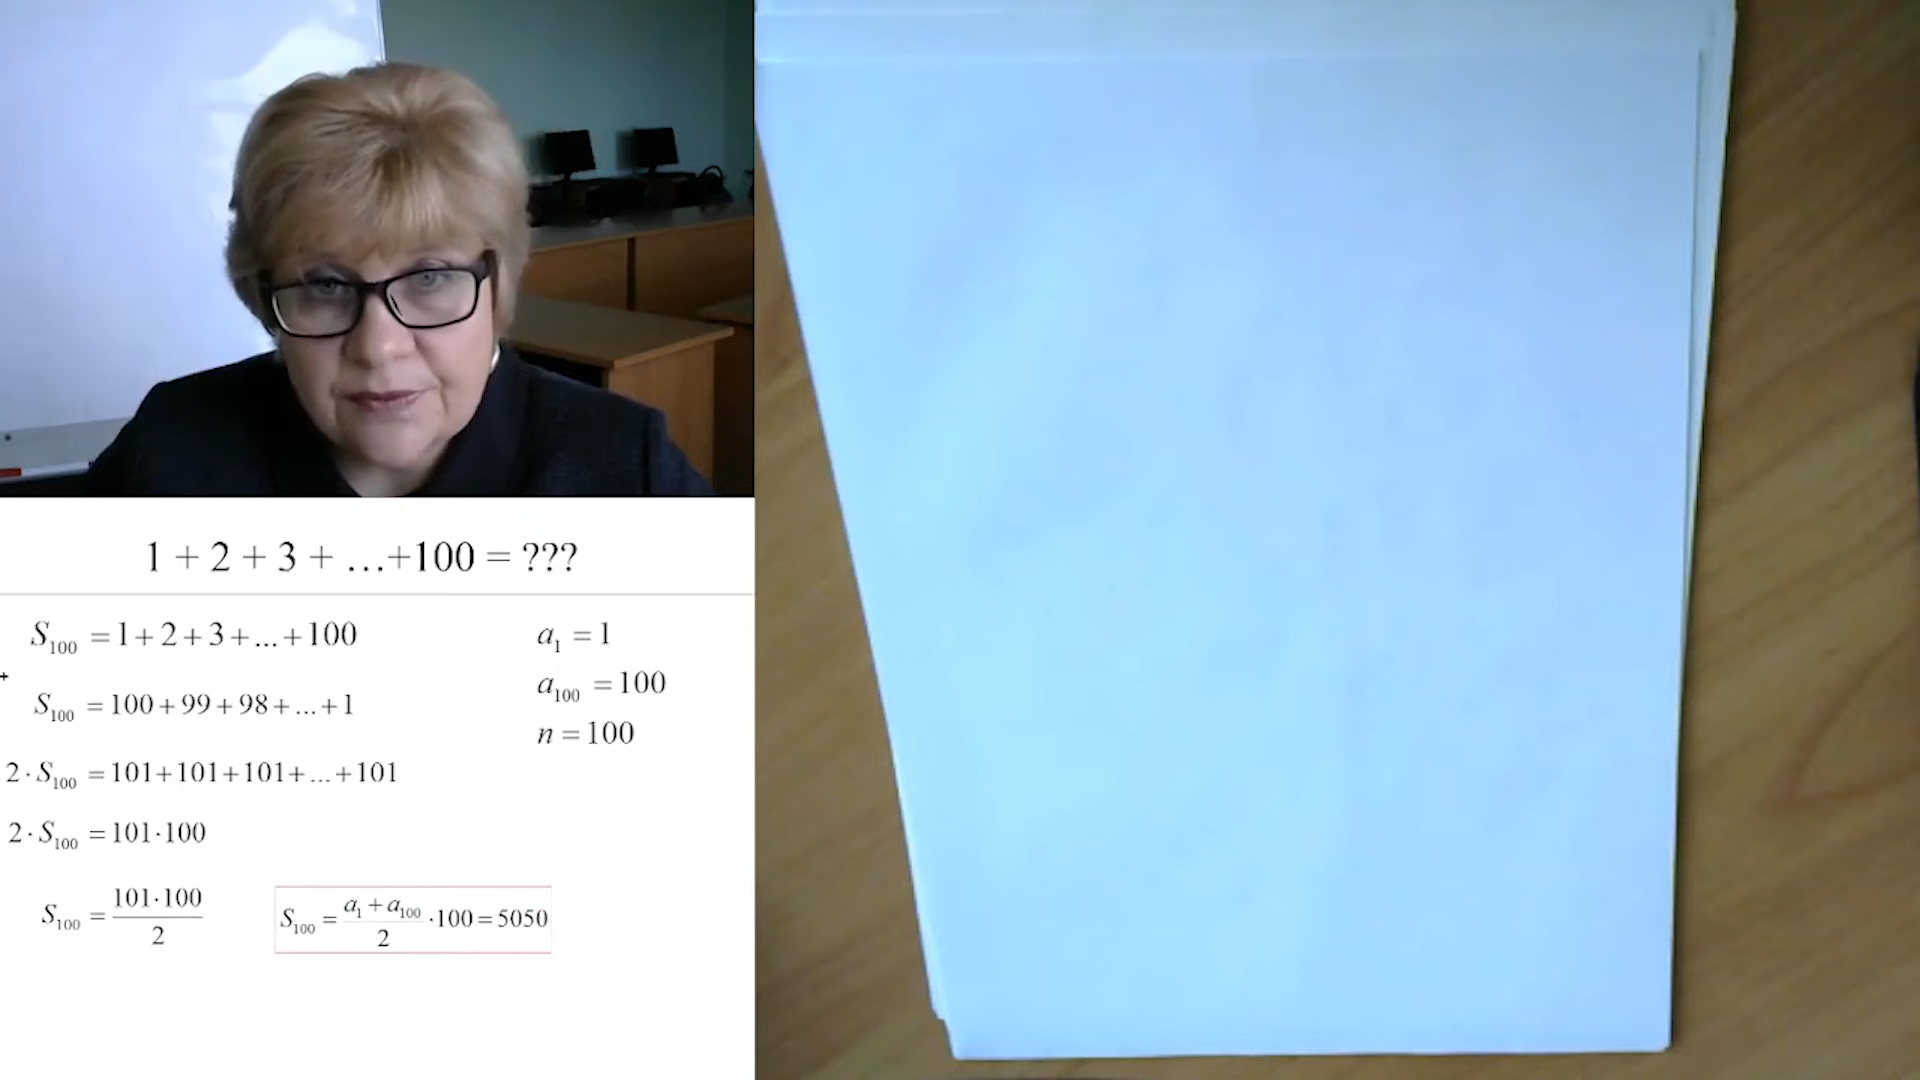 1 + 2 + 3 + …+100 = ???
S₁₀₀ = 1 + 2 + 3 + ... + 100
a₁ = 1
+
a₁₀₀ = 100
S₁₀₀ = 100 + 99 + 98 + ... + 1
n = 100
2 · S₁₀₀ = 101 + 101 + 101 + ... + 101
2 · S₁₀₀ = 101 · 100
S₁₀₀ = (101 · 100) / 2
S₁₀₀ = (a₁ + a₁₀₀) / 2 · 100 = 5050